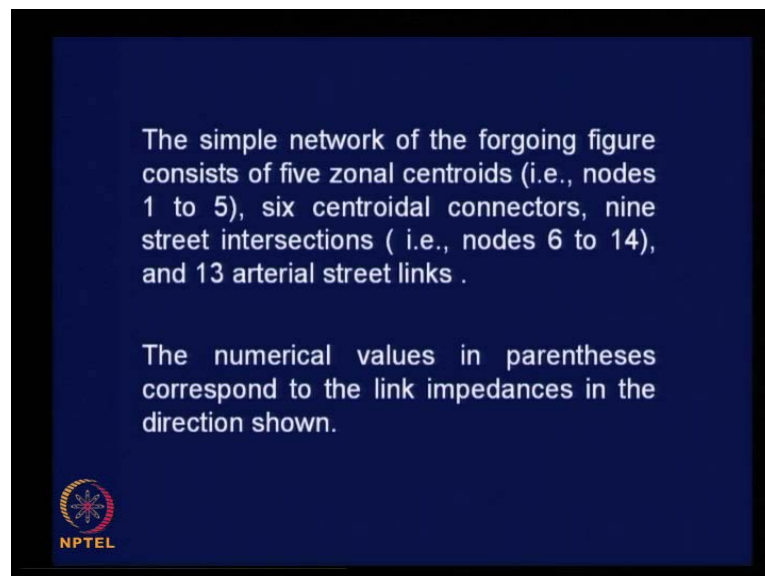 The simple network of the forgoing figure
consists of five zonal centroids (i.e., nodes
1 to 5), six centroidal connectors, nine
street intersections ( i.e., nodes 6 to 14),
and 13 arterial street links .
The numerical values in parentheses
correspond to the link impedances in the
direction shown.
NPTEL